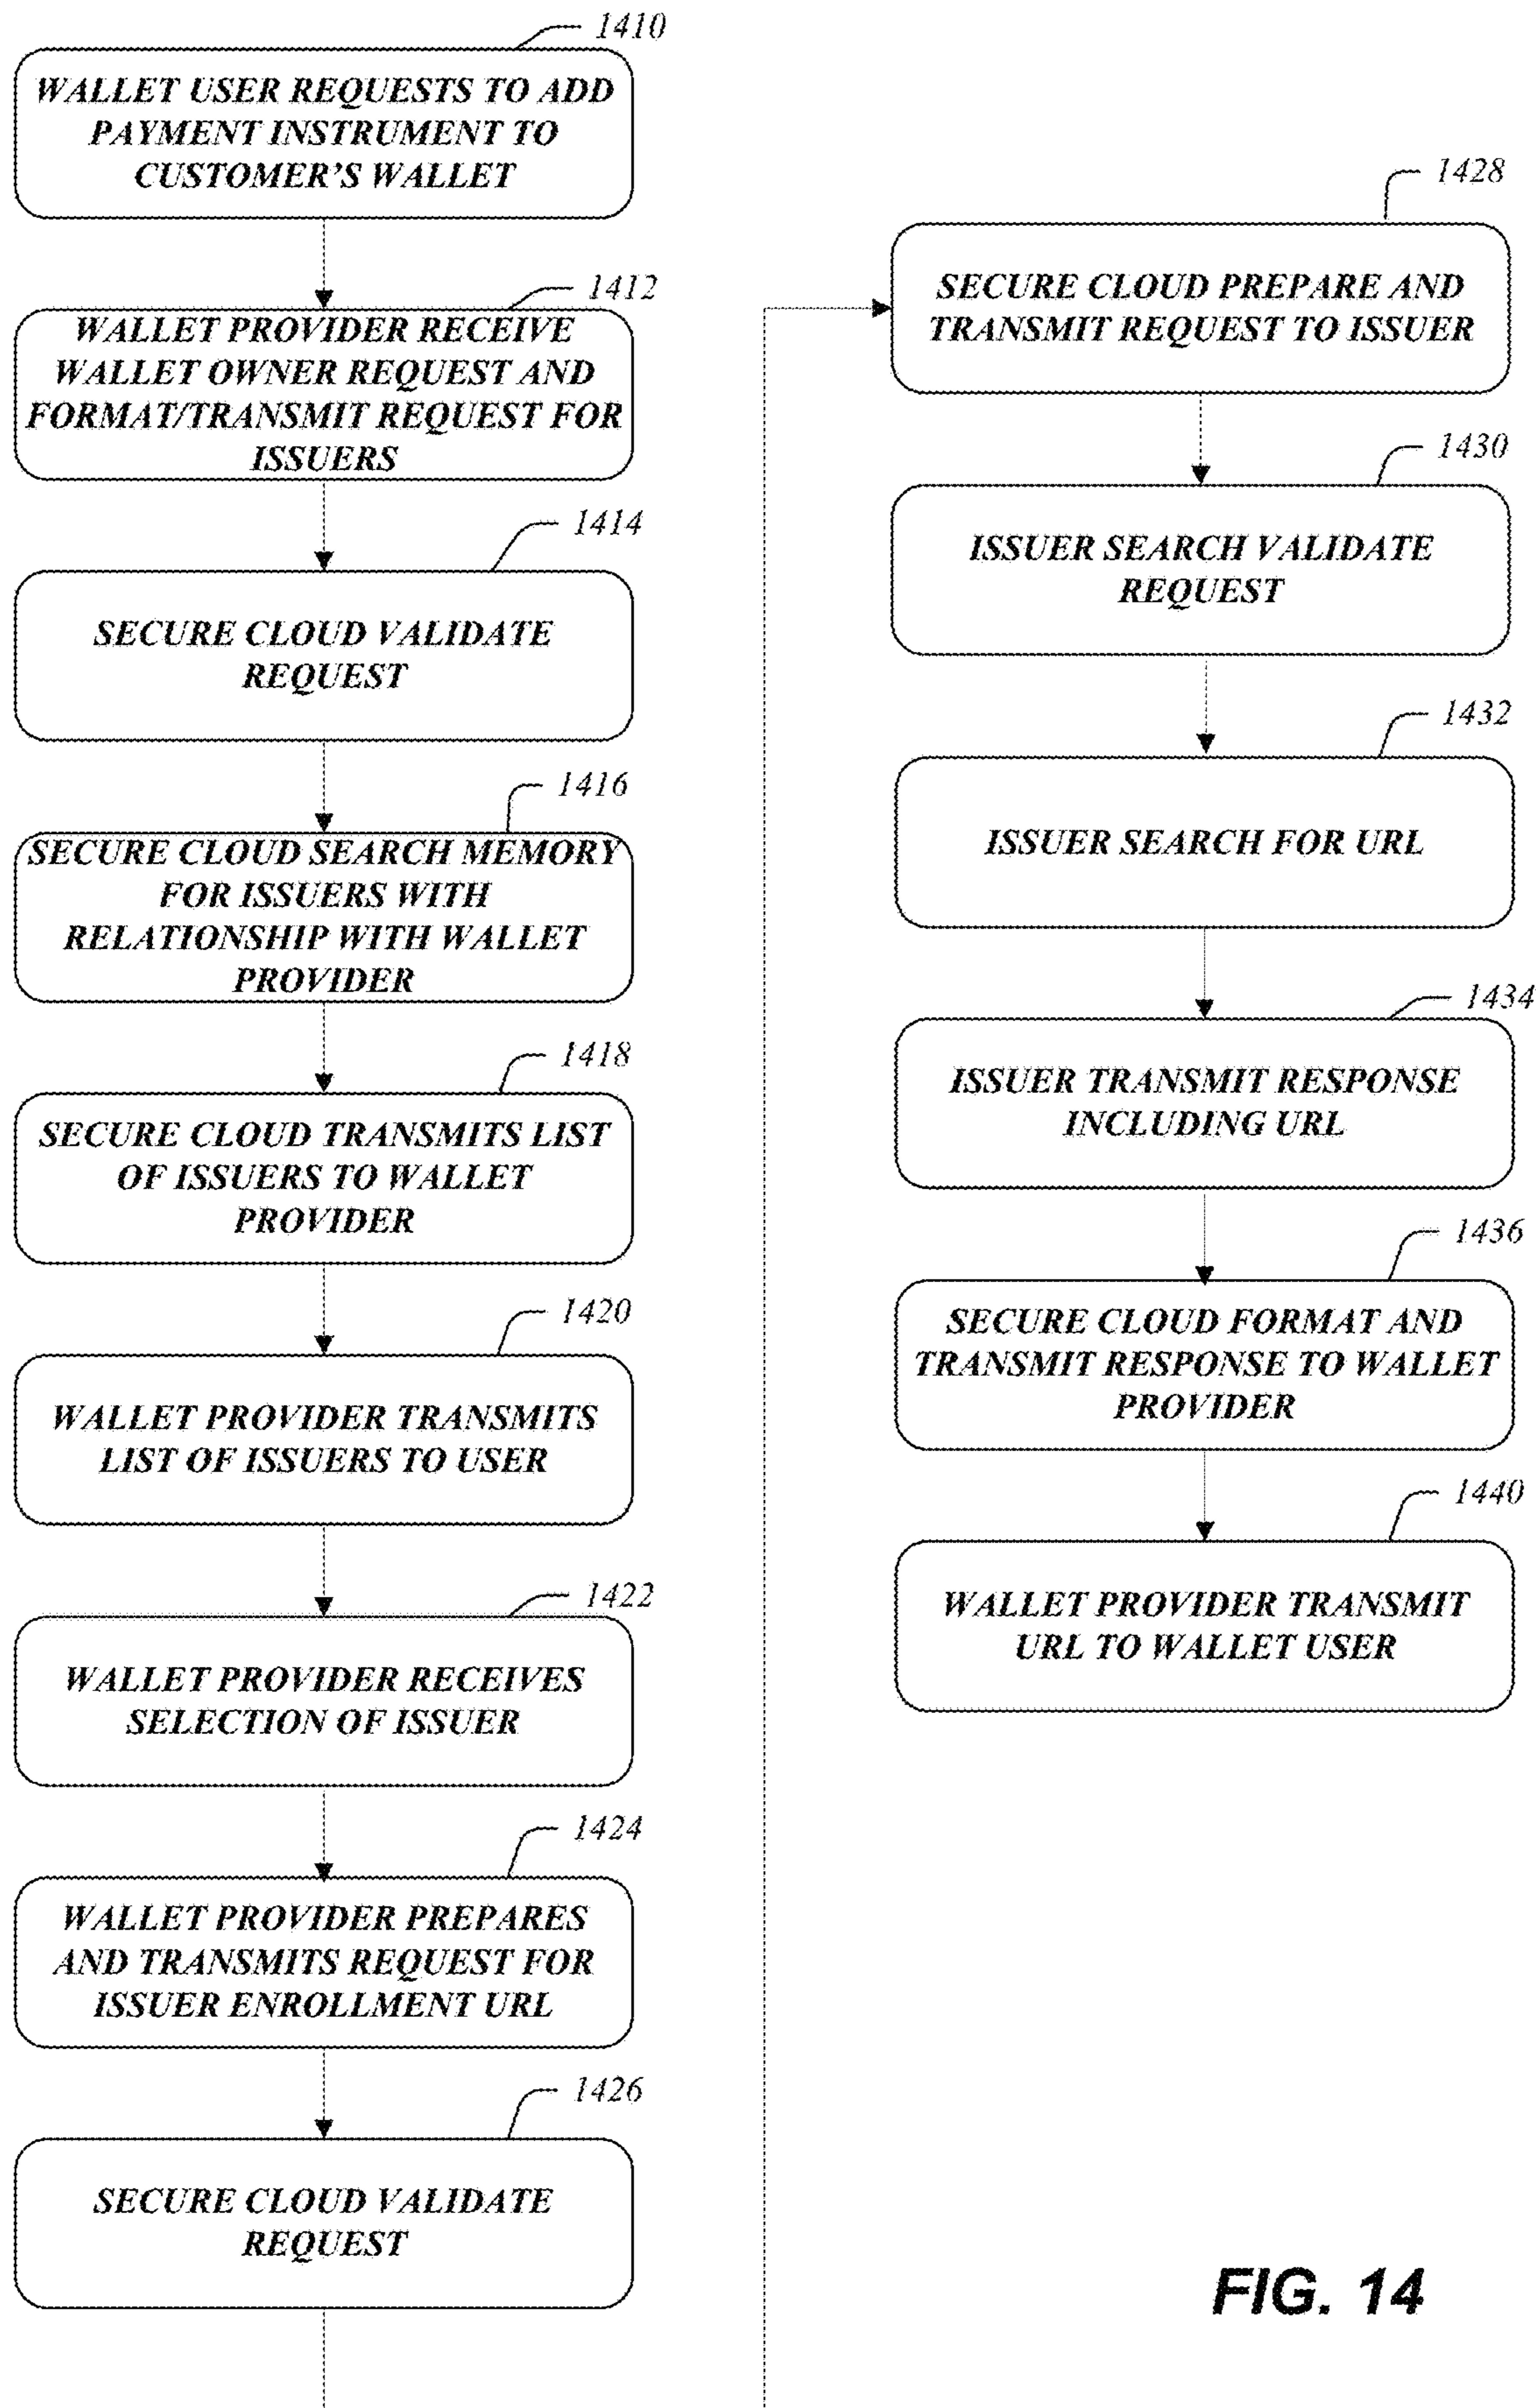 1410
WALLET USER REQUESTS TO ADD
PAYMENT INSTRUMENT TO
CUSTOMER'S WALLET
1412
WALLET PROVIDER RECEIVE
WALLET OWNER REQUEST AND
FORMAT/TRANSMIT REQUEST FOR
ISSUERS
1414
SECURE CLOUD VALIDATE
REQUEST
1416
SECURE CLOUD SEARCH MEMORY
FOR ISSUERS WITH
RELATIONSHIP WITH WALLET
PROVIDER
1418
SECURE CLOUD TRANSMITS LIST
OF ISSUERS TO WALLET
PROVIDER
1420
WALLET PROVIDER TRANSMITS
LIST OF ISSUERS TO USER
1422
WALLET PROVIDER RECEIVES
SELECTION OF ISSUER
1424
WALLET PROVIDER PREPARES
AND TRANSMITS REQUEST FOR
ISSUER ENROLLMENT URL
1426
SECURE CLOUD VALIDATE
REQUEST
1428
SECURE CLOUD PREPARE AND
TRANSMIT REQUEST TO ISSUER
1430
ISSUER SEARCH VALIDATE
REQUEST
1432
ISSUER SEARCH FOR URL
1434
ISSUER TRANSMIT RESPONSE
INCLUDING URL
1436
SECURE CLOUD FORMAT AND
TRANSMIT RESPONSE TO WALLET
PROVIDER
1440
WALLET PROVIDER TRANSMIT
URL TO WALLET USER
FIG. 14